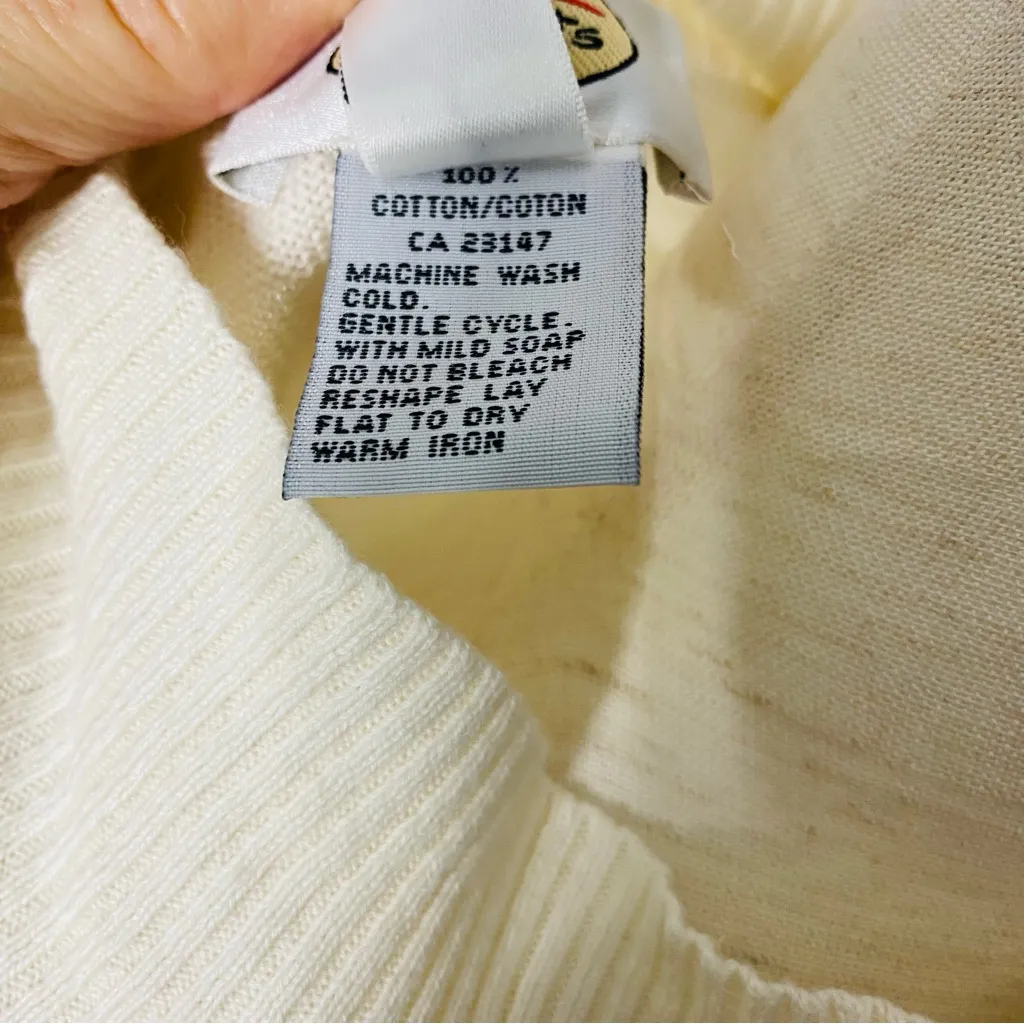 100%
COTTON/COTON
CA 23147
MACHINE WASH
COLD.
GENTLE CYCLE.
WITH MILD SOAP
DO NOT BLEACH
RESHAPE LAY
FLAT TO DRY
WARM IRON